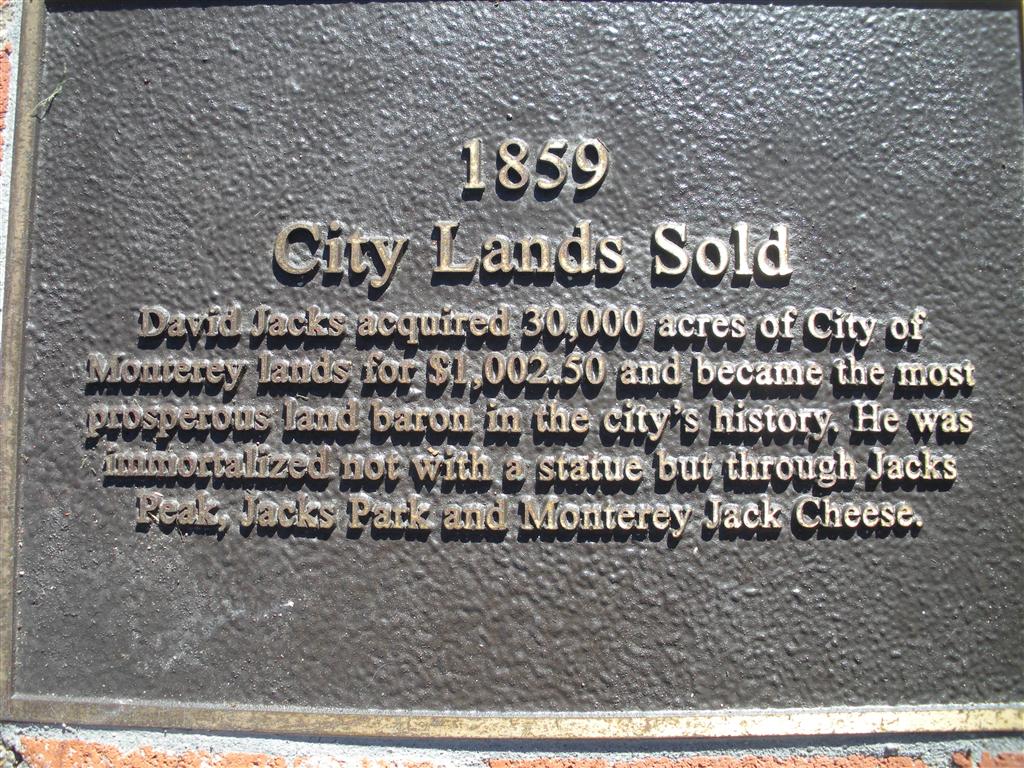 1859
City Lands Sold
David Jacks acquired 30,000 acres of City of
Monterey lands for $1,002.50 and became the most
prosperous land baron in the city's history. He was
immortalized not with a statue but through Jacks
Peak, Jacks Park and Monterey Jack Cheese.